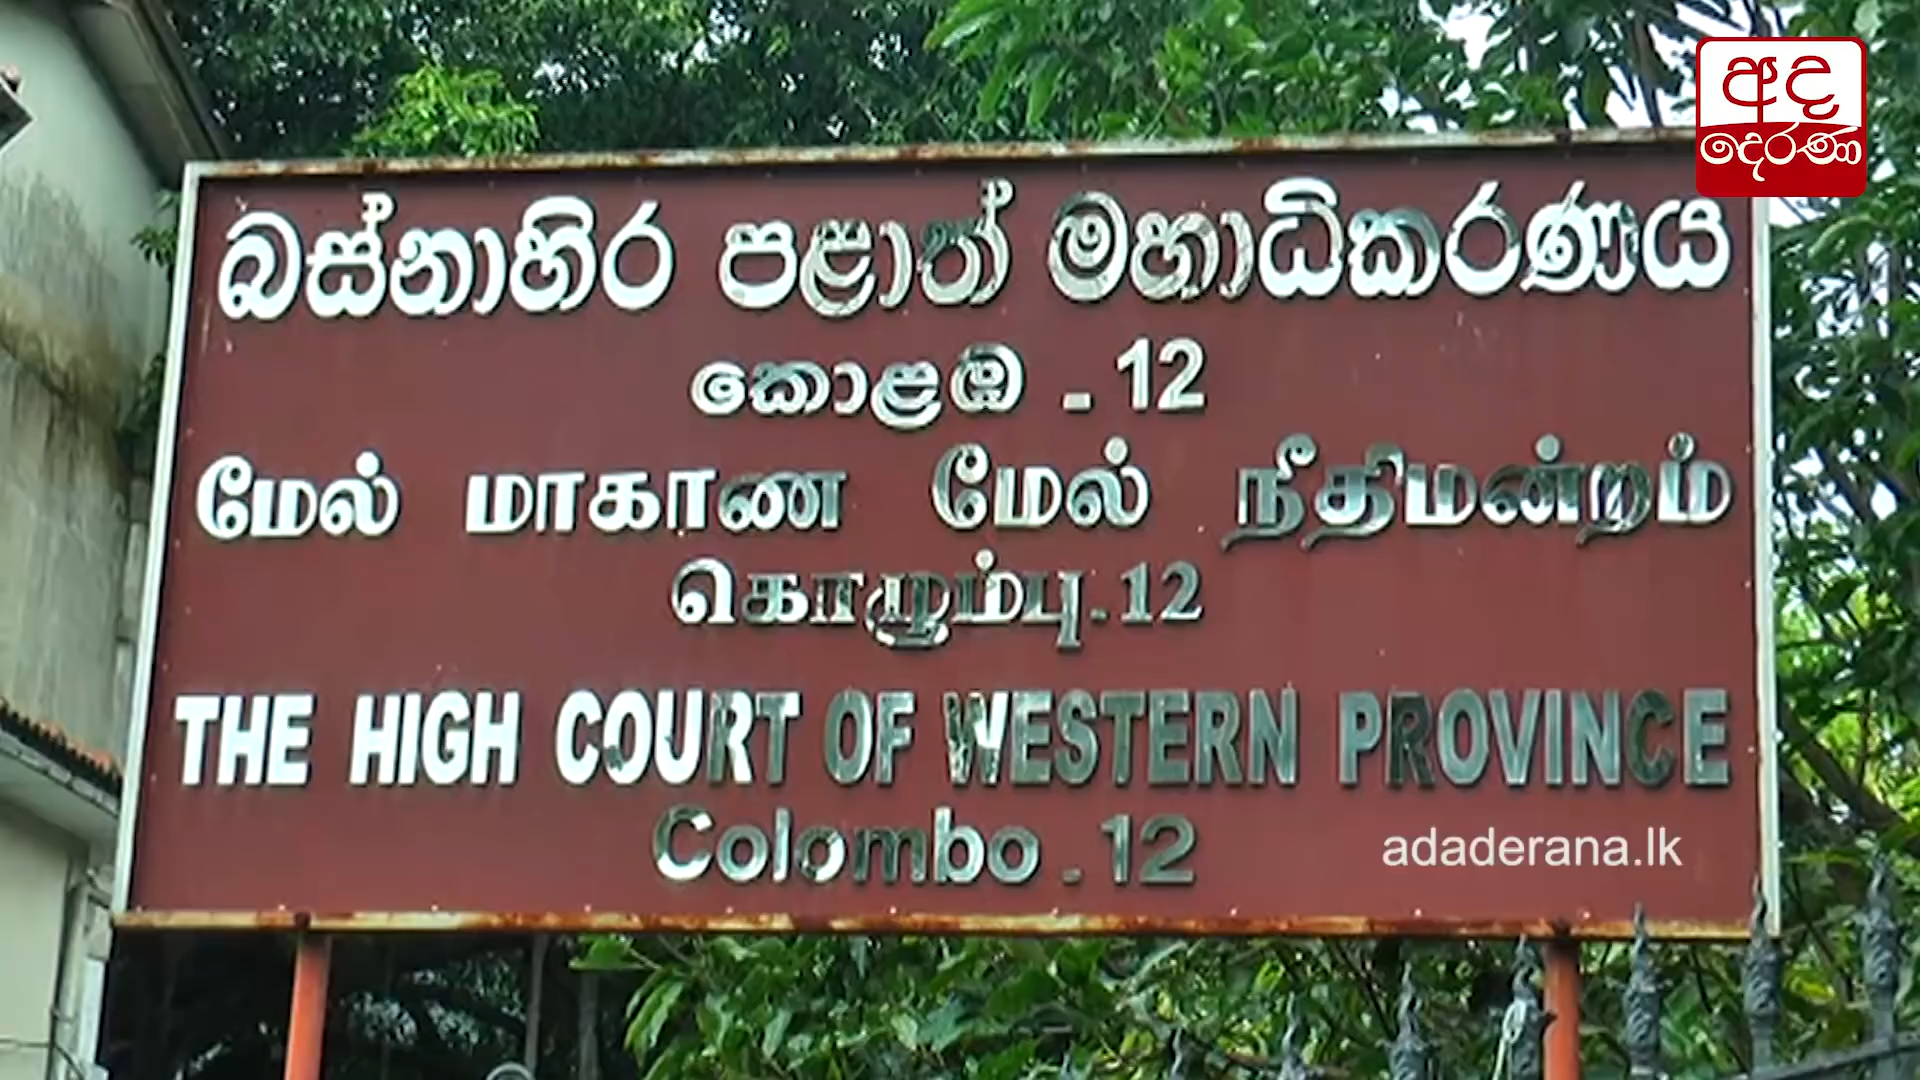 අද
දෙරණ
බස්නාහිර පළාත් මහාධිකරණය
කොළඹ - 12
மேல் மாகாண மேல் நீதிமன்றம்
கொழும்பு.12
THE HIGH COURT OF WESTERN PROVINCE
Colombo . 12
adaderana.lk